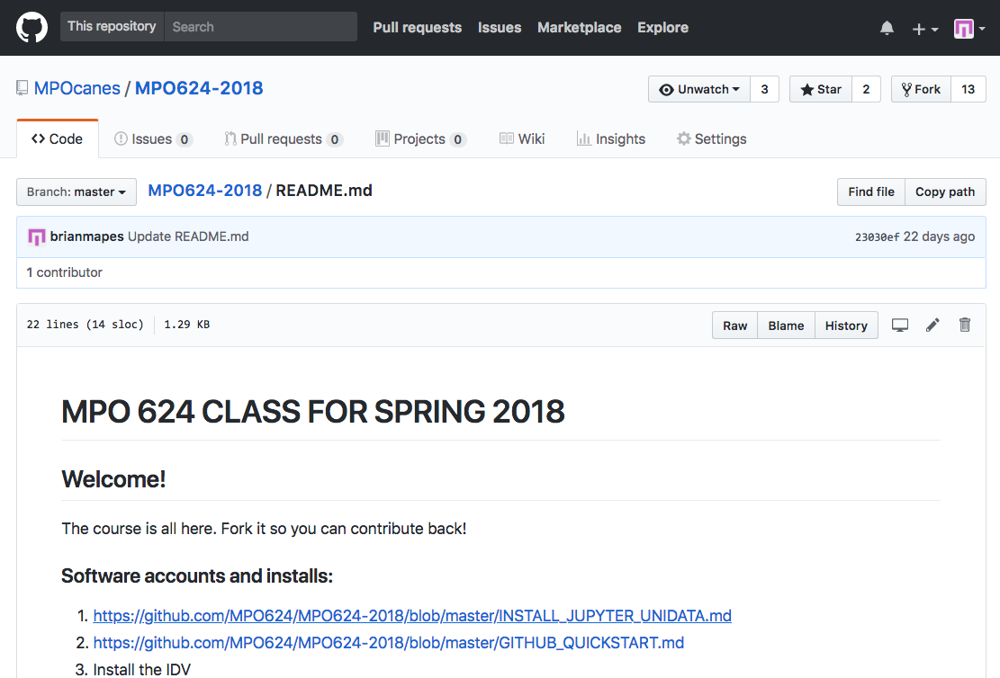 This repository Search Pull requests Issues Marketplace Explore
MPOcanes / MPO624-2018 Unwatch 3 Star 2 Fork 13
Code Issues 0 Pull requests 0 Projects 0 Wiki Insights Settings
Branch: master MPO624-2018 / README.md Find file Copy path
brianmapes Update README.md 23030ef 22 days ago
1 contributor
22 lines (14 sloc) 1.29 KB Raw Blame History
MPO 624 CLASS FOR SPRING 2018
Welcome!
The course is all here. Fork it so you can contribute back!
Software accounts and installs:
1. https://github.com/MPO624/MPO624-2018/blob/master/INSTALL_JUPYTER_UNIDATA.md
2. https://github.com/MPO624/MPO624-2018/blob/master/GITHUB_QUICKSTART.md
3. Install the IDV